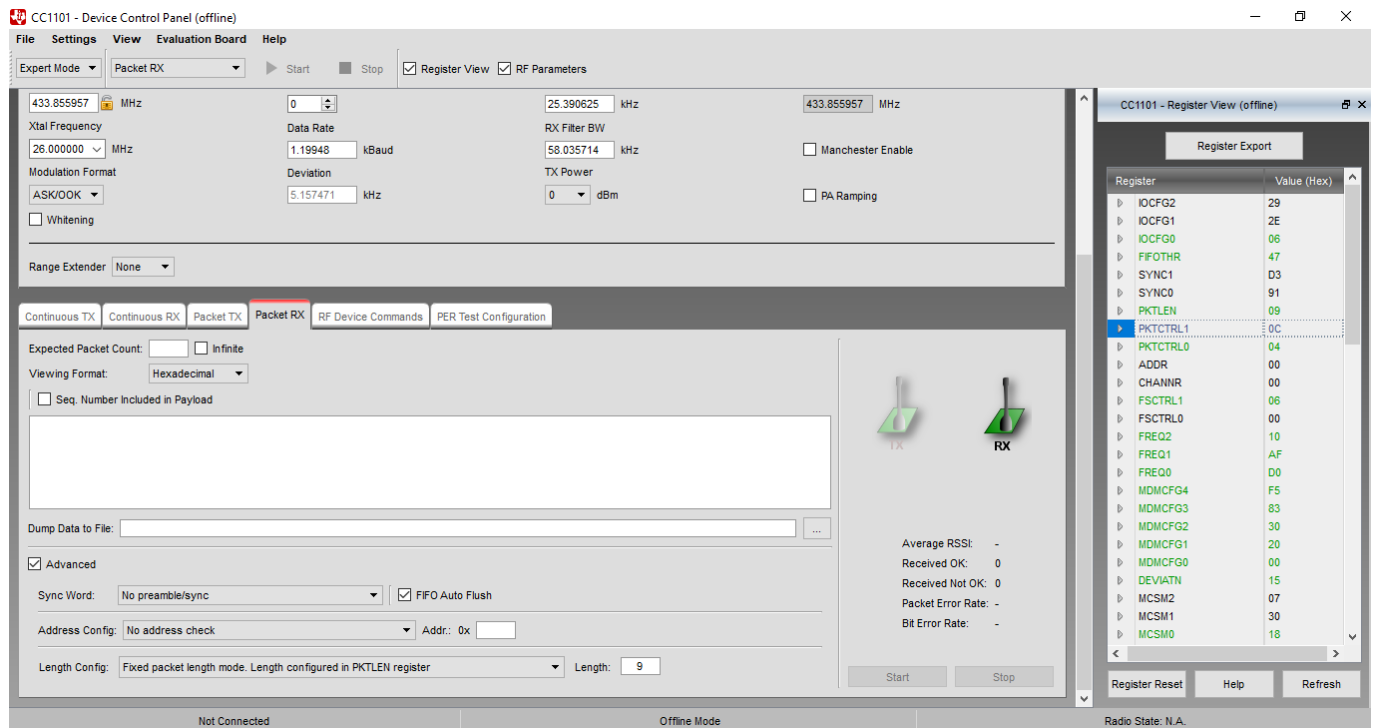 CC1101 - Device Control Panel (offline)
File Settings View Evaluation Board Help
Expert Mode Packet RX Start Stop Register View RF Parameters
433.855957 MHz 0 25.390625 kHz 433.855957 MHz
Xtal Frequency Data Rate RX Filter BW
26.000000 MHz 1.19948 kBaud 58.035714 kHz Manchester Enable
Modulation Format Deviation TX Power
ASK/OOK 5.157471 kHz 0 dBm PA Ramping
Whitening
Range Extender None
Continuous TX Continuous RX Packet TX Packet RX RF Device Commands PER Test Configuration
Expected Packet Count: Infinite
Viewing Format: Hexadecimal
Seq. Number Included in Payload
TX RX
Dump Data to File: ...
Advanced
Sync Word: No preamble/sync FIFO Auto Flush
Address Config: No address check Addr.: 0x
Length Config: Fixed packet length mode. Length configured in PKTLEN register Length: 9
Average RSSI: -
Received OK: 0
Received Not OK: 0
Packet Error Rate: -
Bit Error Rate: -
Start Stop
CC1101 - Register View (offline)
Register Export
Register Value (Hex)
IOCFG2 29
IOCFG1 2E
IOCFG0 06
FIFOTHR 47
SYNC1 D3
SYNC0 91
PKTLEN 09
PKTCTRL1 0C
PKTCTRL0 04
ADDR 00
CHANNR 00
FSCTRL1 06
FSCTRL0 00
FREQ2 10
FREQ1 AF
FREQ0 D0
MDMCFG4 F5
MDMCFG3 83
MDMCFG2 30
MDMCFG1 20
MDMCFG0 00
DEVIATN 15
MCSM2 07
MCSM1 30
MCSM0 18
Register Reset Help Refresh
Not Connected Offline Mode Radio State: N.A.